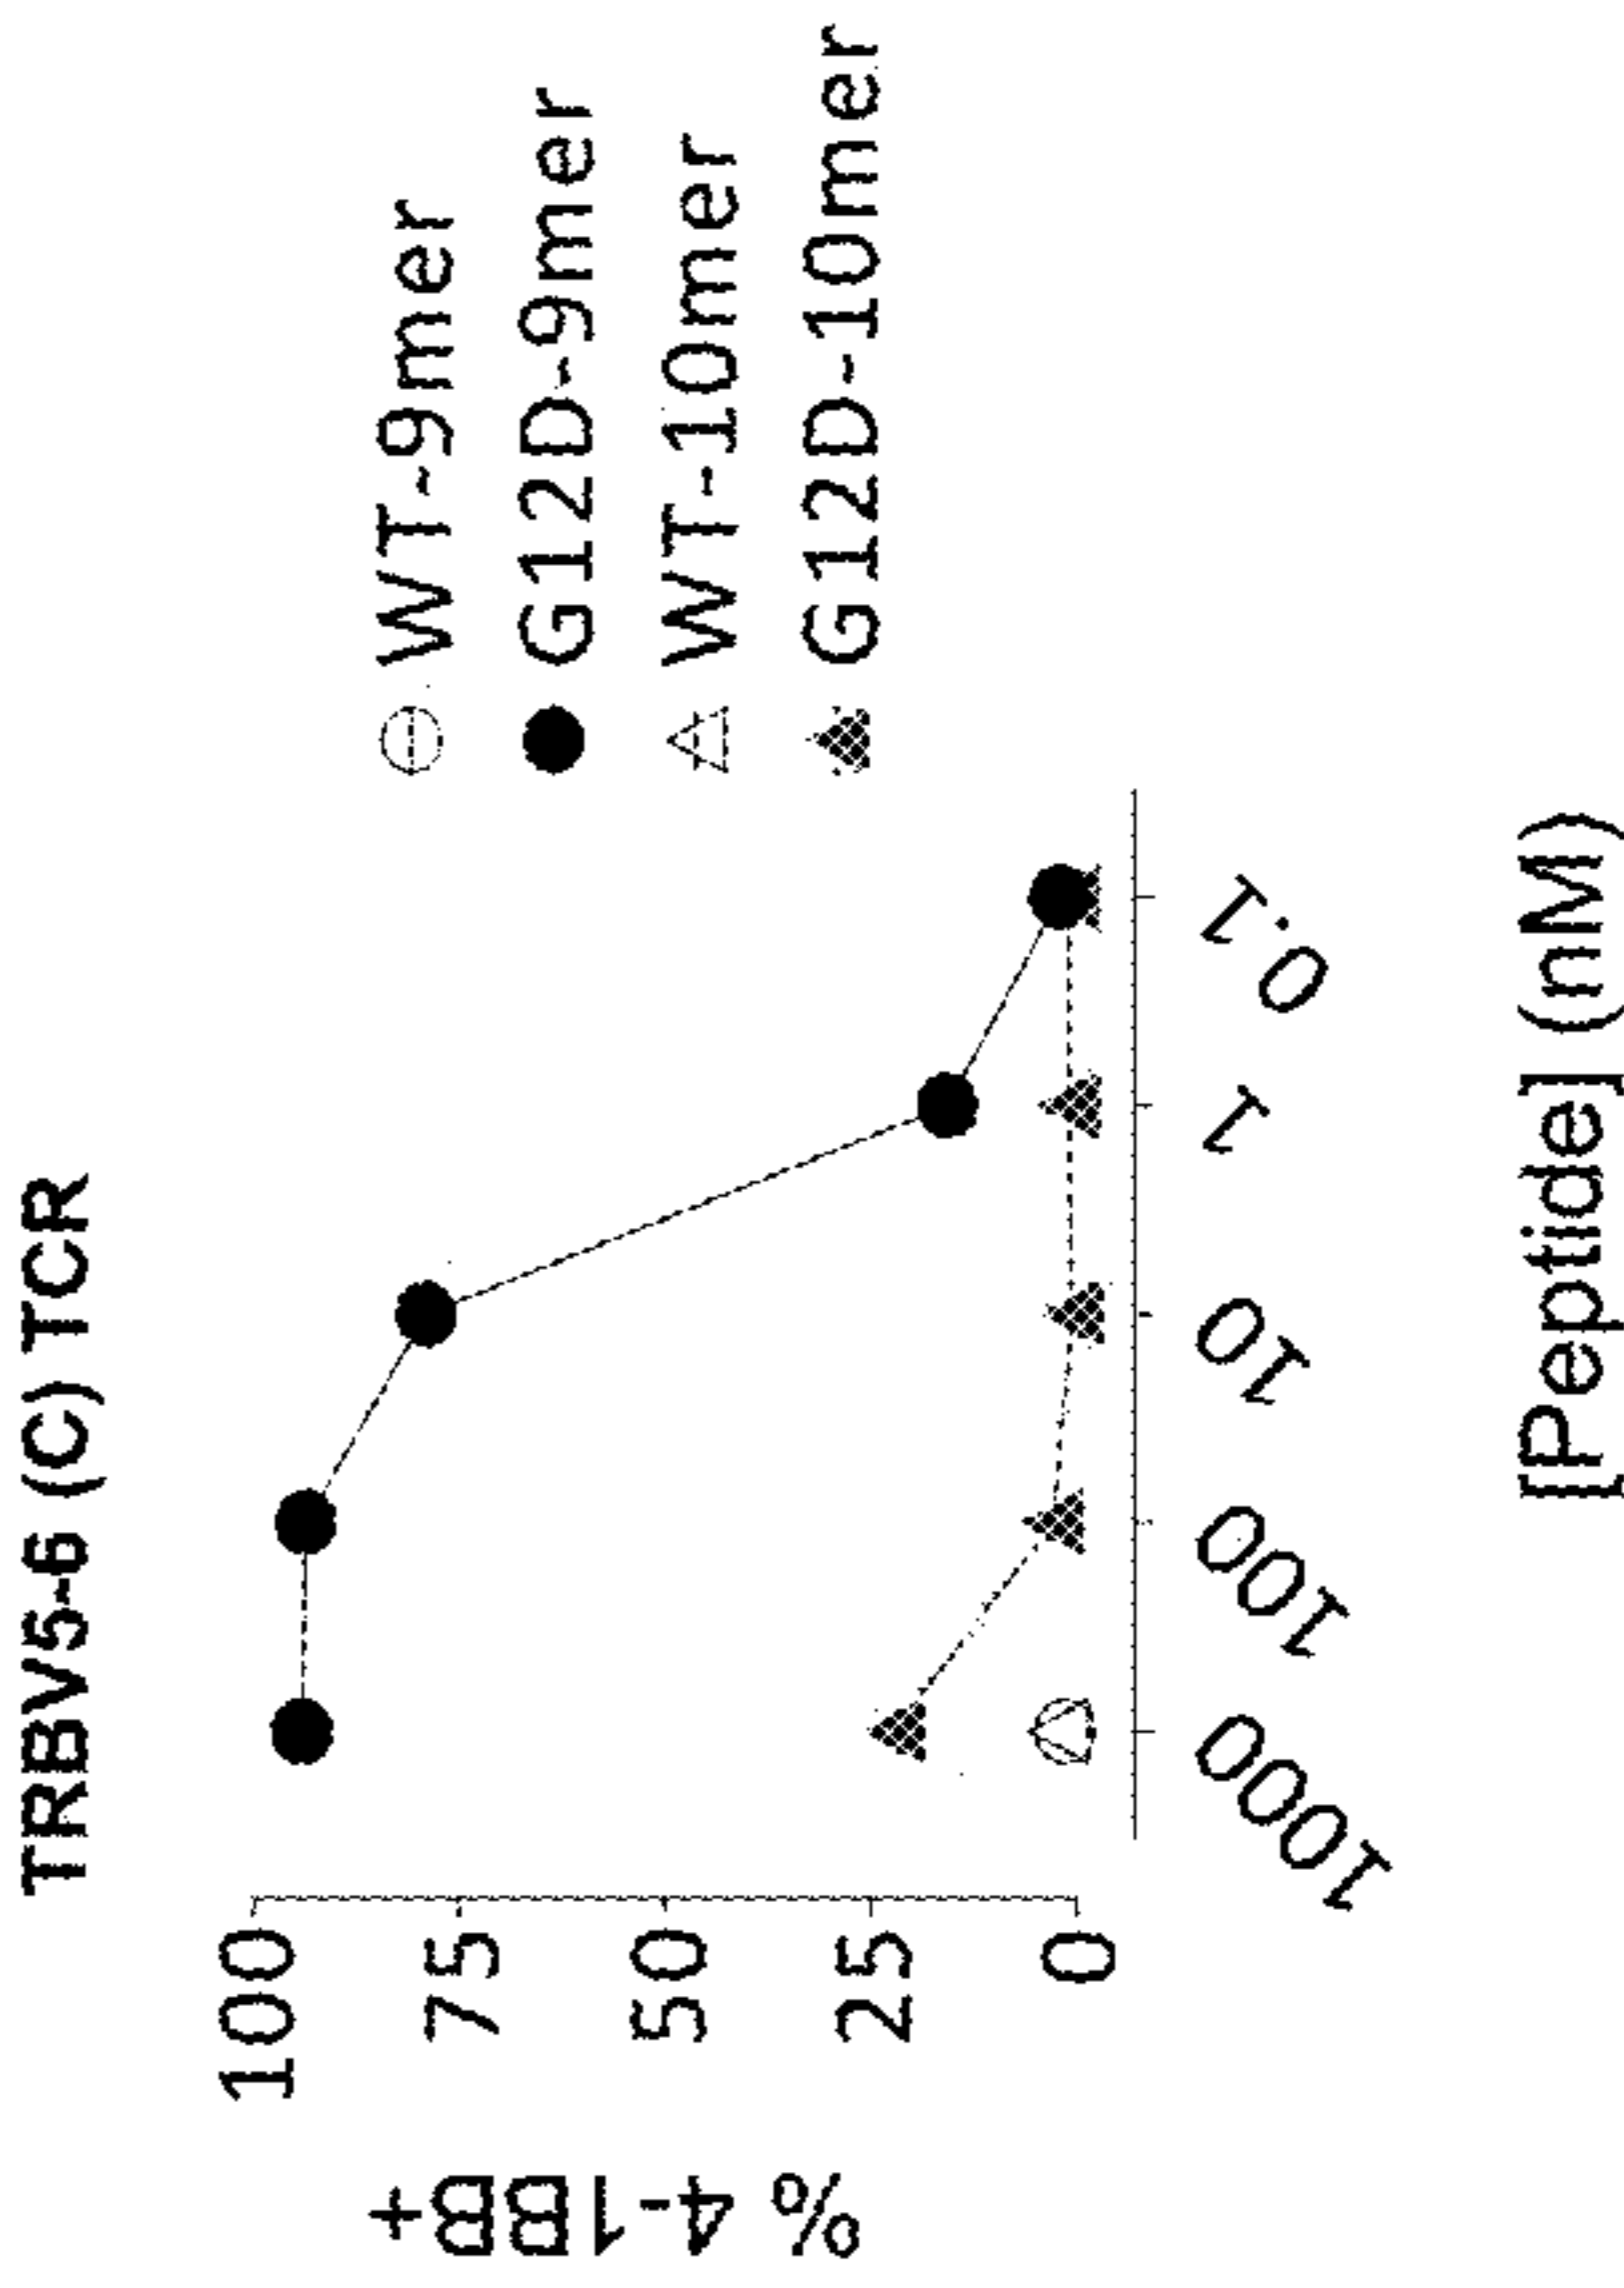 TRBV5-6 (C) TCR
% 4-1BB+
100
75
50
25
0
1000
100
10
1
0.1
[Peptide] (nM)
WT-9mer
G12D-9mer
WT-10mer
G12D-10mer